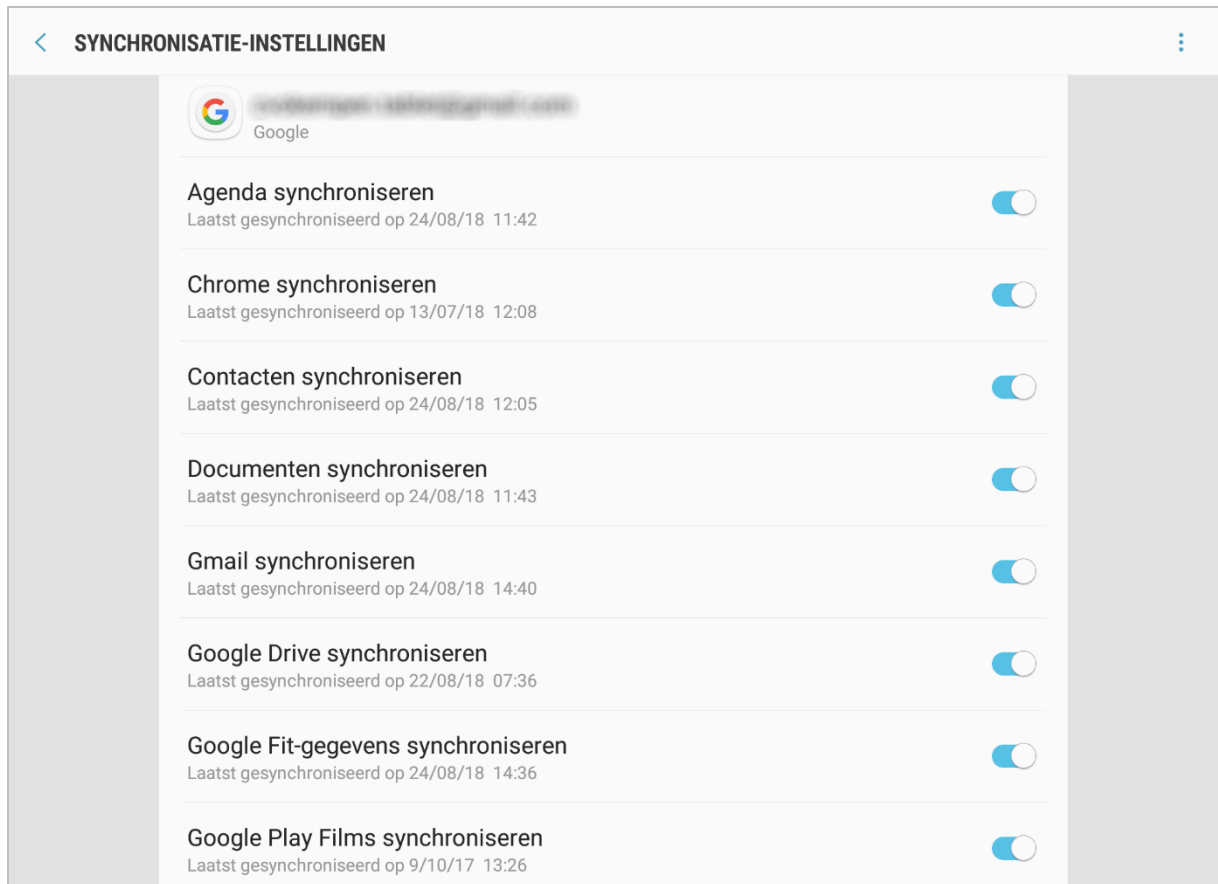 SYNCHRONISATIE-INSTELLINGEN
Google
Agenda synchroniseren
Laatst gesynchroniseerd op 24/08/18 11:42
Chrome synchroniseren
Laatst gesynchroniseerd op 13/07/18 12:08
Contacten synchroniseren
Laatst gesynchroniseerd op 24/08/18 12:05
Documenten synchroniseren
Laatst gesynchroniseerd op 24/08/18 11:43
Gmail synchroniseren
Laatst gesynchroniseerd op 24/08/18 14:40
Google Drive synchroniseren
Laatst gesynchroniseerd op 22/08/18 07:36
Google Fit-gegevens synchroniseren
Laatst gesynchroniseerd op 24/08/18 14:36
Google Play Films synchroniseren
Laatst gesynchroniseerd op 9/10/17 13:26